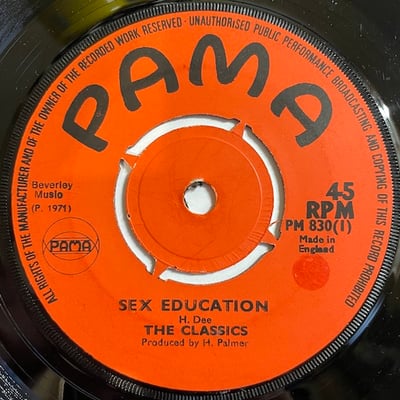 ALL RIGHTS OF THE MANUFACTURER AND OF THE OWNER OF THE RECORDED WORK RESERVED · UNAUTHORISED PUBLIC PERFORMANCE BROADCASTING AND COPYING OF THIS RECORD PROHIBITED
PAMA
Beverley
Music
(P. 1971)
45
RPM
PM 830(1)
Made in
England
PAMA
SEX EDUCATION
H. Dee
THE CLASSICS
Produced by H. Palmer